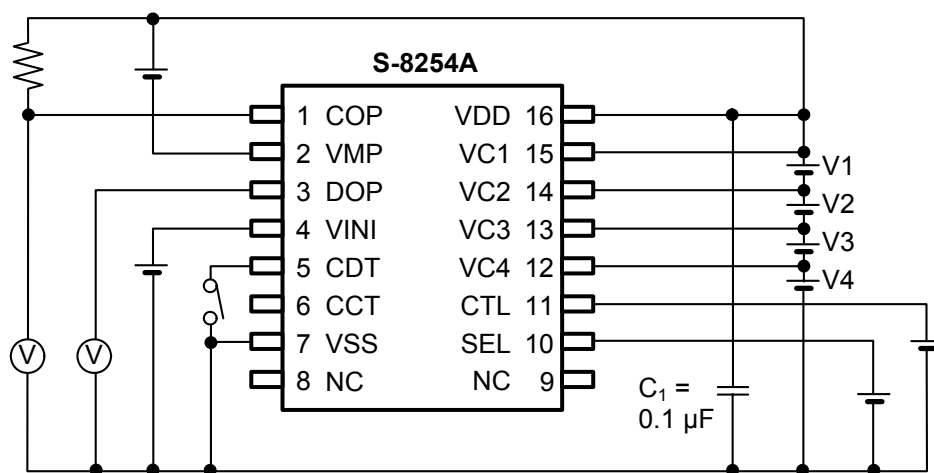 S-8254A
1 COP VDD 16
2 VMP VC1 15
3 DOP VC2 14
4 VINI VC3 13
5 CDT VC4 12
6 CCT CTL 11
7 VSS SEL 10
8 NC NC 9
V1
V2
V3
V4
V
V
C₁ =
0.1 µF